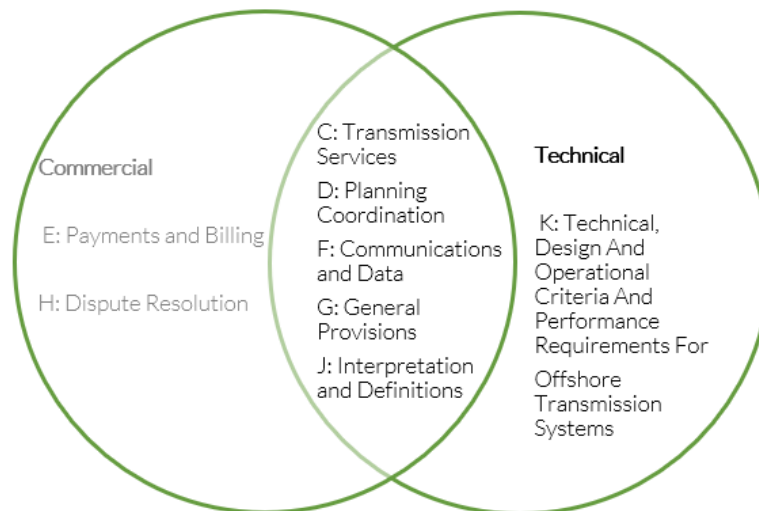 Commercial
E: Payments and Billing
H: Dispute Resolution
C: Transmission
Services
D: Planning
Coordination
F: Communications
and Data
G: General
Provisions
J: Interpretation
and Definitions
Technical
K: Technical,
Design And
Operational
Criteria And
Performance
Requirements For
Offshore
Transmission
Systems